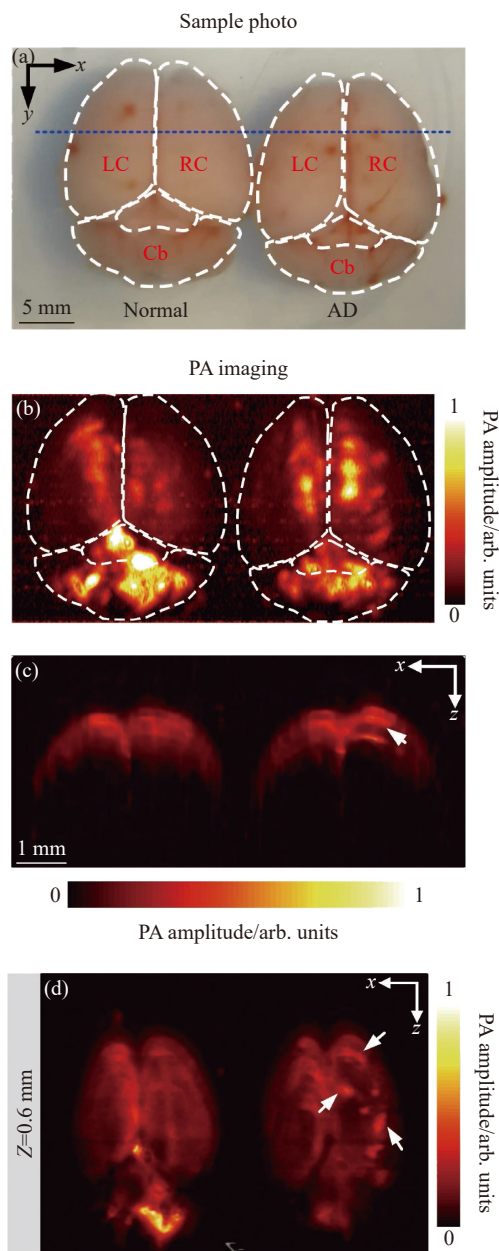 Sample photo
(a)
x
y
LC RC LC RC
Cb Cb
5 mm Normal AD
PA imaging
(b)
1
PA amplitude/arb. units
0
(c)
x
z
1 mm
0 1
PA amplitude/arb. units
(d)
x
z
1
PA amplitude/arb. units
0
Z=0.6 mm